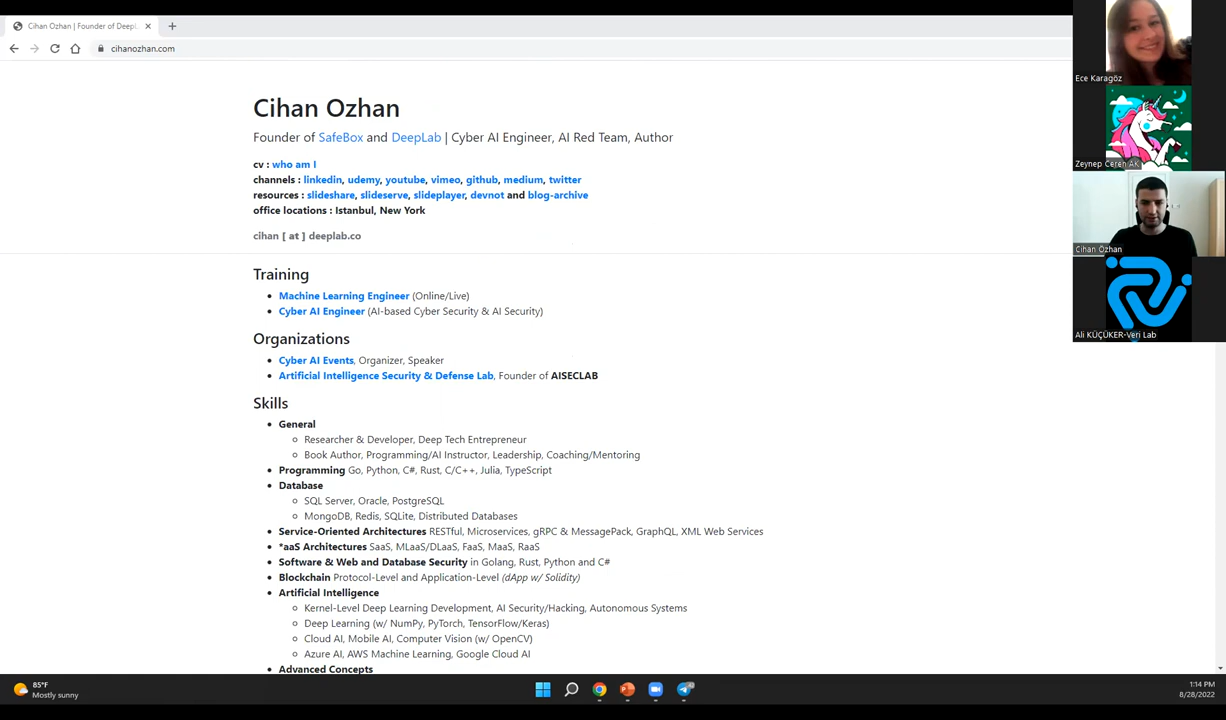 Cihan Ozhan | Founder of DeepL
cihanozhan.com
Cihan Ozhan
Founder of SafeBox and DeepLab | Cyber AI Engineer, AI Red Team, Author
cv : who am I
channels : linkedin, udemy, youtube, vimeo, github, medium, twitter
resources : slideshare, slideserve, slideplayer, devnot and blog-archive
office locations : Istanbul, New York
cihan [ at ] deeplab.co
Training
Machine Learning Engineer (Online/Live)
Cyber AI Engineer (AI-based Cyber Security & AI Security)
Organizations
Cyber AI Events, Organizer, Speaker
Artificial Intelligence Security & Defense Lab, Founder of AISECLAB
Skills
General
Researcher & Developer, Deep Tech Entrepreneur
Book Author, Programming/AI Instructor, Leadership, Coaching/Mentoring
Programming Go, Python, C#, Rust, C/C++, Julia, TypeScript
Database
SQL Server, Oracle, PostgreSQL
MongoDB, Redis, SQLite, Distributed Databases
Service-Oriented Architectures RESTful, Microservices, gRPC & MessagePack, GraphQL, XML Web Services
*aaS Architectures SaaS, MLaaS/DLaaS, FaaS, MaaS, RaaS
Software & Web and Database Security in Golang, Rust, Python and C#
Blockchain Protocol-Level and Application-Level (dApp w/ Solidity)
Artificial Intelligence
Kernel-Level Deep Learning Development, AI Security/Hacking, Autonomous Systems
Deep Learning (w/ NumPy, PyTorch, TensorFlow/Keras)
Cloud AI, Mobile AI, Computer Vision (w/ OpenCV)
Azure AI, AWS Machine Learning, Google Cloud AI
Advanced Concepts
Ece Karagöz
Zeynep Ceren AK
Cihan Özhan
Ali KÜÇÜKER-Veri Lab
85°F
Mostly sunny
1:14 PM
8/28/2022